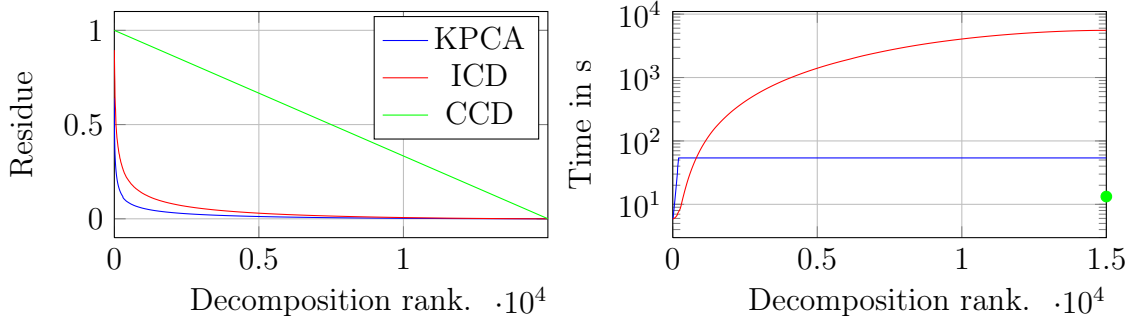 1
0.5
0
Residue
KPCA
ICD
CCD
0
0.5
1
Decomposition rank.
·10^4
10^4
10^3
10^2
10^1
Time in s
0
0.5
1
1.5
Decomposition rank.
·10^4